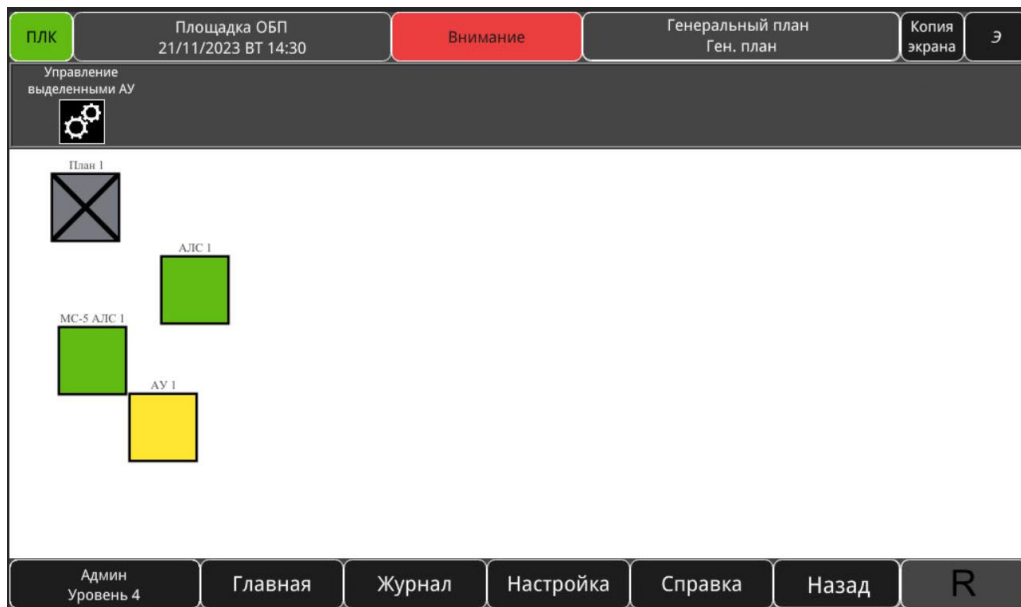 ПЛК
Площадка ОБП
21/11/2023 ВТ 14:30
Внимание
Генеральный план
Ген. план
Копия
экрана
Э
Управление
выделенными АУ
План 1
АЛС 1
МС-5 АЛС 1
АУ 1
Админ
Уровень 4
Главная
Журнал
Настройка
Справка
Назад
R